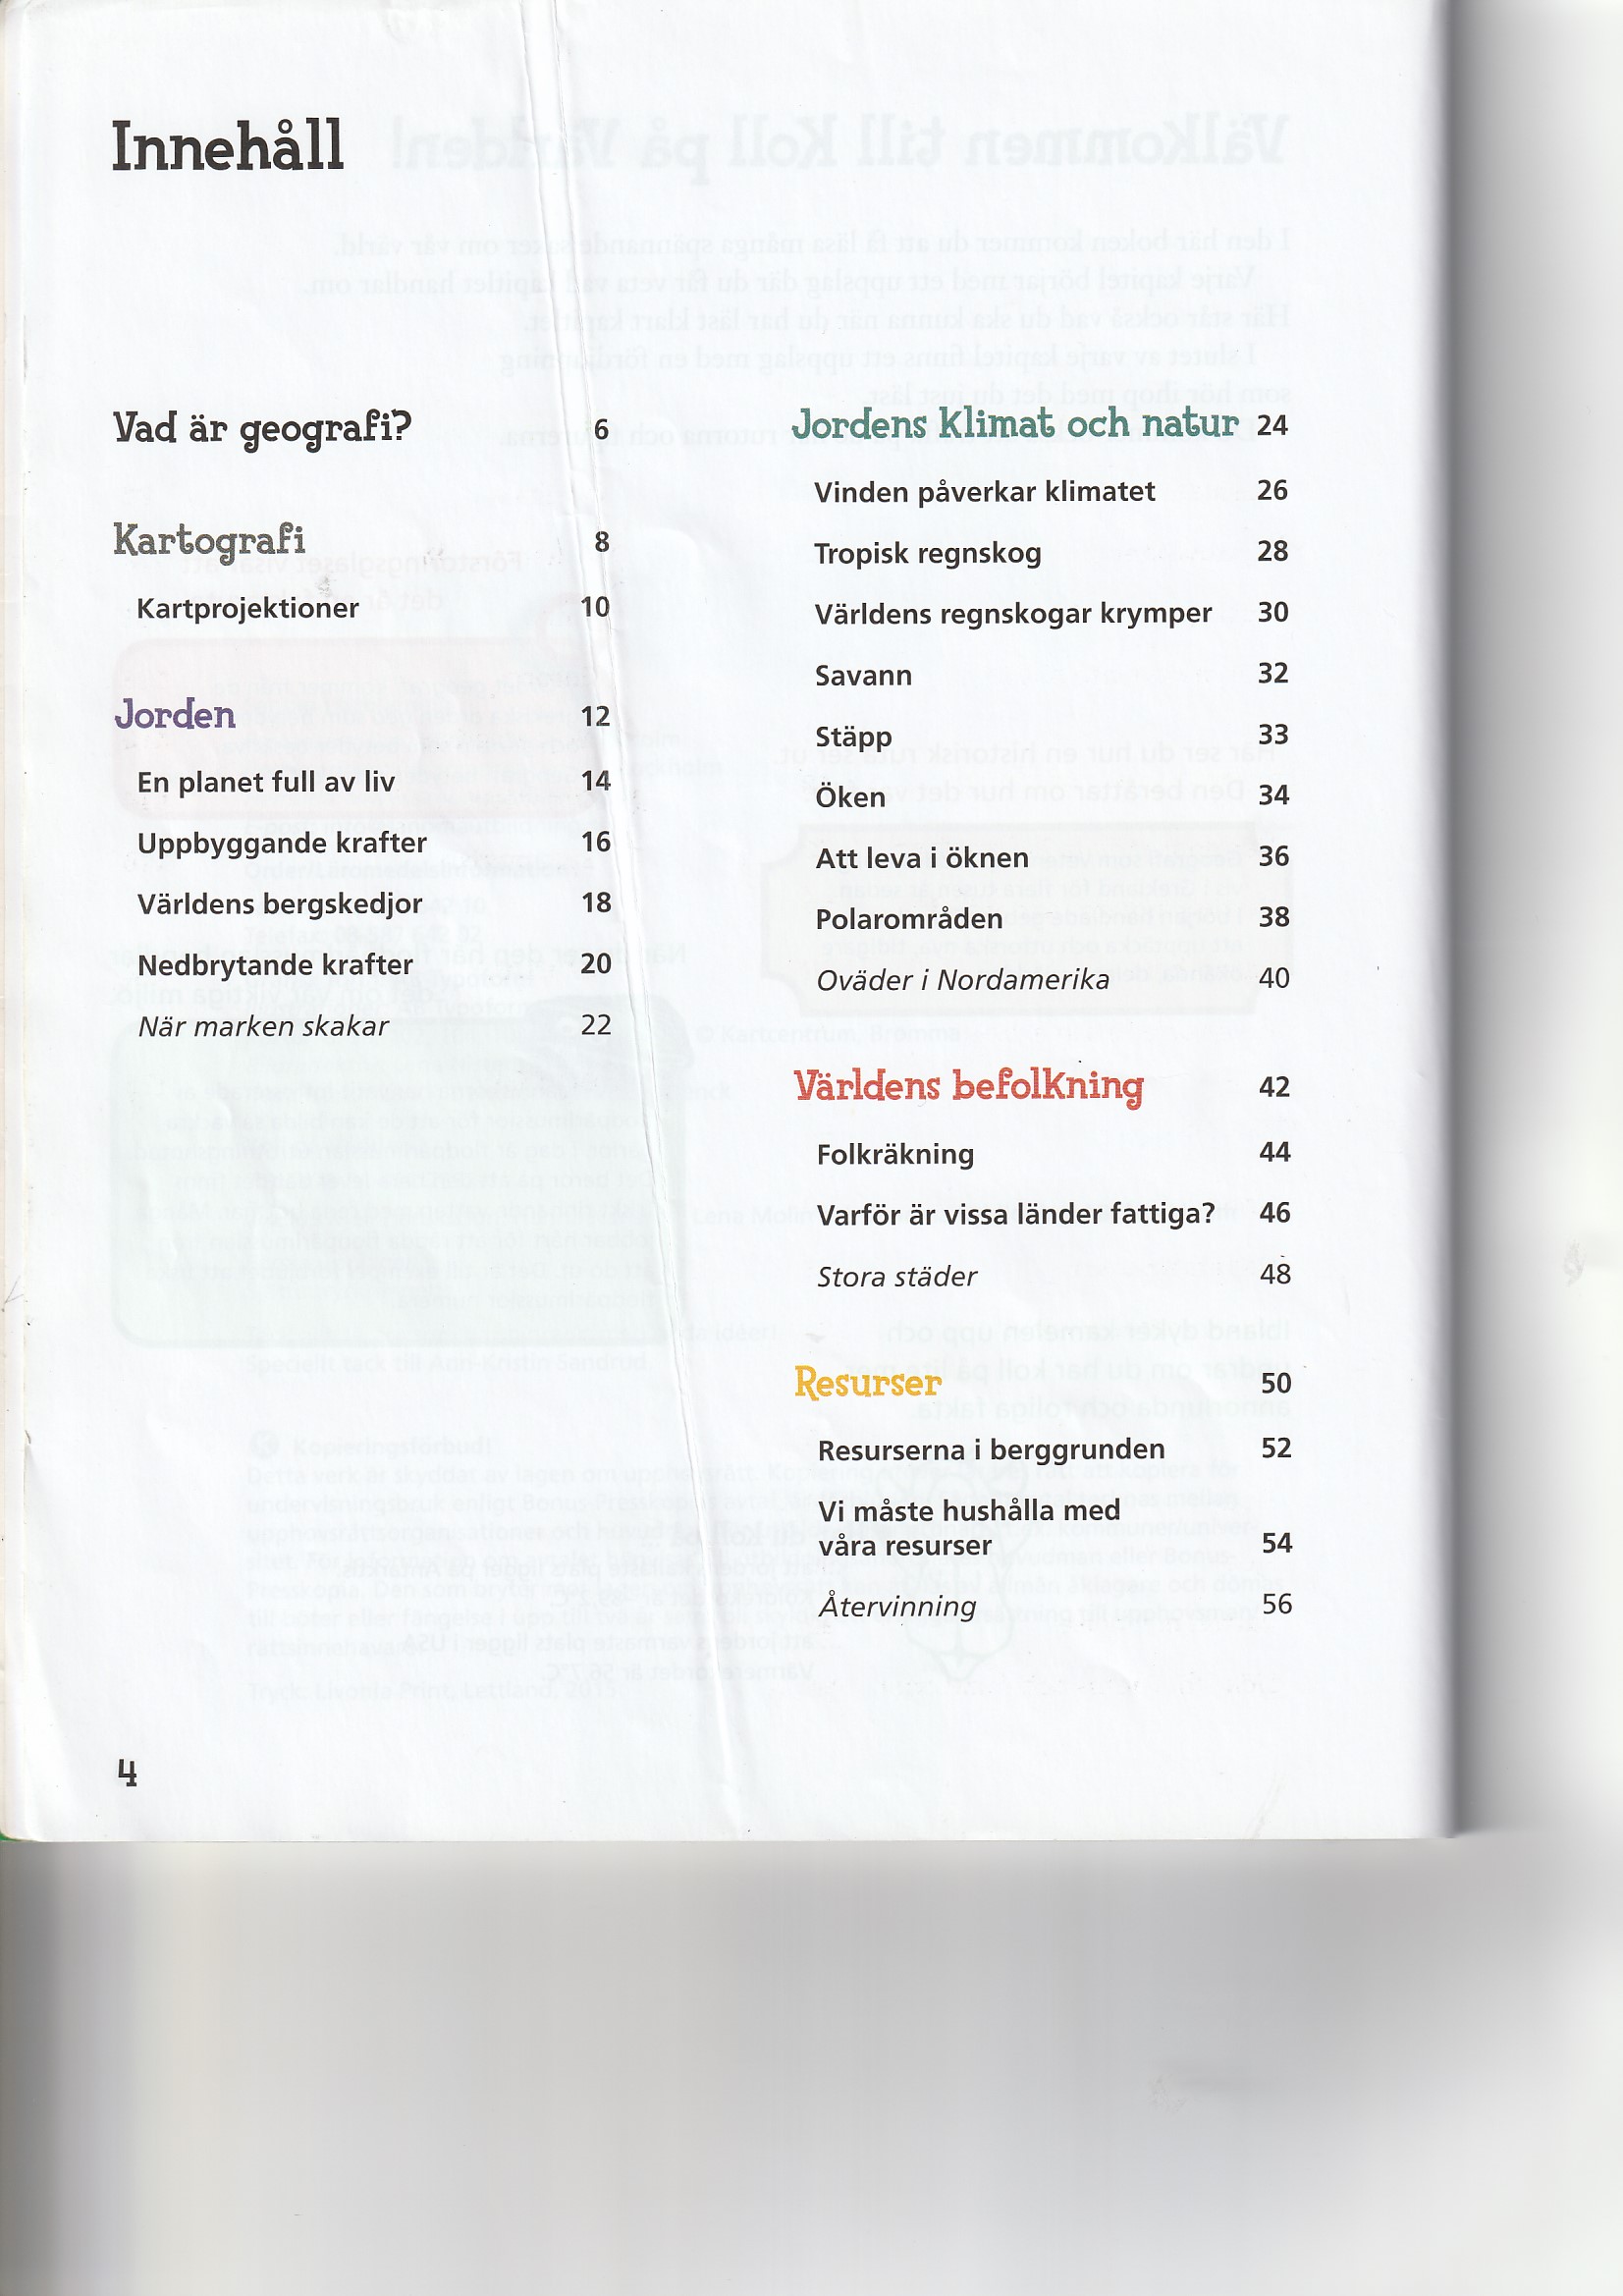 Innehåll
Vad är geografi? 6
Kartografi 8
Kartprojektioner 10
Jorden 12
En planet full av liv 14
Uppbyggande krafter 16
Världens bergskedjor 18
Nedbrytande krafter 20
När marken skakar 22
Jordens klimat och natur 24
Vinden påverkar klimatet 26
Tropisk regnskog 28
Världens regnskogar krymper 30
Savann 32
Stäpp 33
Öken 34
Att leva i öknen 36
Polarområden 38
Oväder i Nordamerika 40
Världens befolkning 42
Folkräkning 44
Varför är vissa länder fattiga? 46
Stora städer 48
Resurser 50
Resurserna i berggrunden 52
Vi måste hushålla med
våra resurser 54
Återvinning 56
4